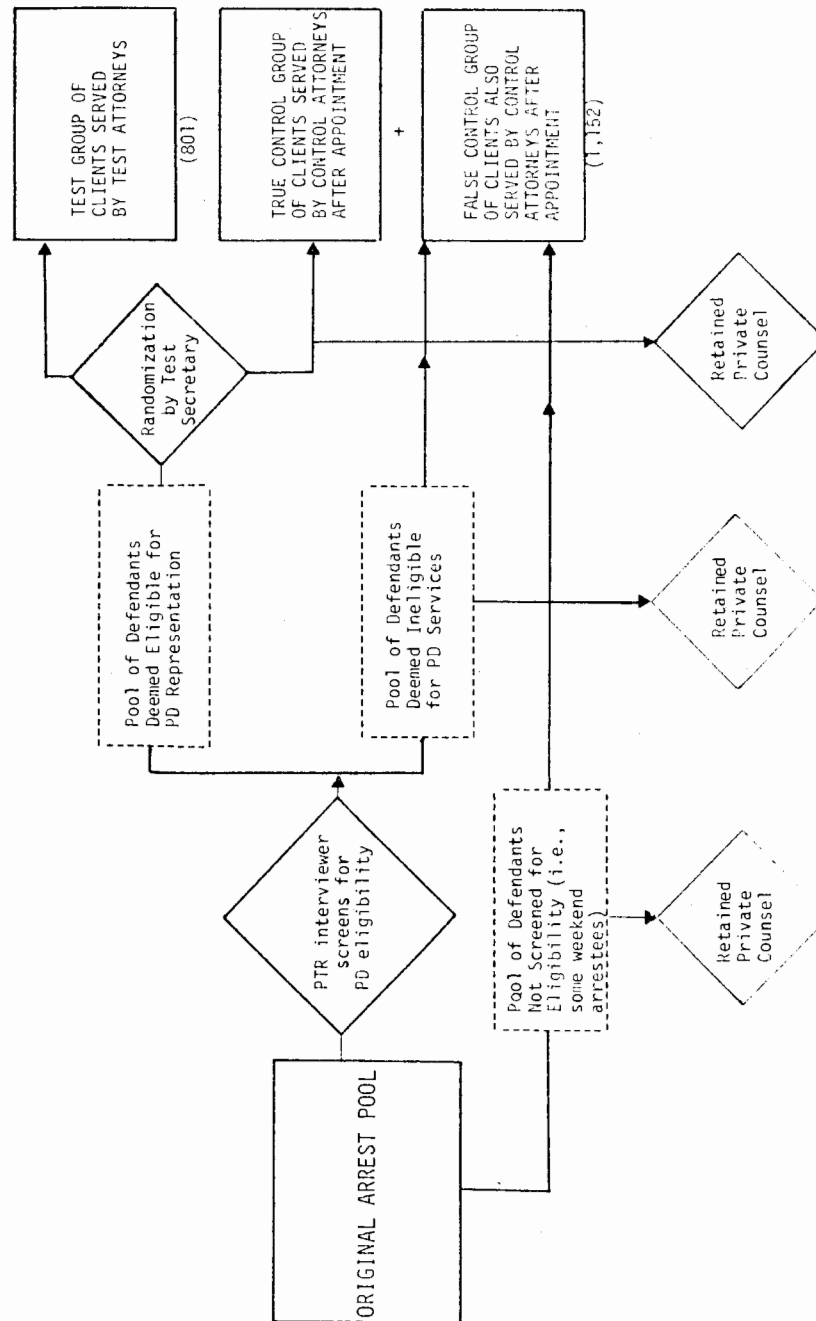 ORIGINAL ARREST POOL
PTR interviewer
screens for
PD eligibility
Pool of Defendants
Deemed Eligible for
PD Representation
Pool of Defendants
Deemed Ineligible
for PD Services
Pool of Defendants
Not Screened for
Eligibility (i.e.,
some weekend
arrestees)
Randomization
by Test
Secretary
TEST GROUP OF
CLIENTS SERVED
BY TEST ATTORNEYS
(801)
TRUE CONTROL GROUP
OF CLIENTS SERVED
BY CONTROL ATTORNEYS
AFTER APPOINTMENT
+
FALSE CONTROL GROUP
OF CLIENTS ALSO
SERVED BY CONTROL
ATTORNEYS AFTER
APPOINTMENT
(1,152)
Retained
Private
Counsel
Retained
Private
Counsel
Retained
Private
Counsel